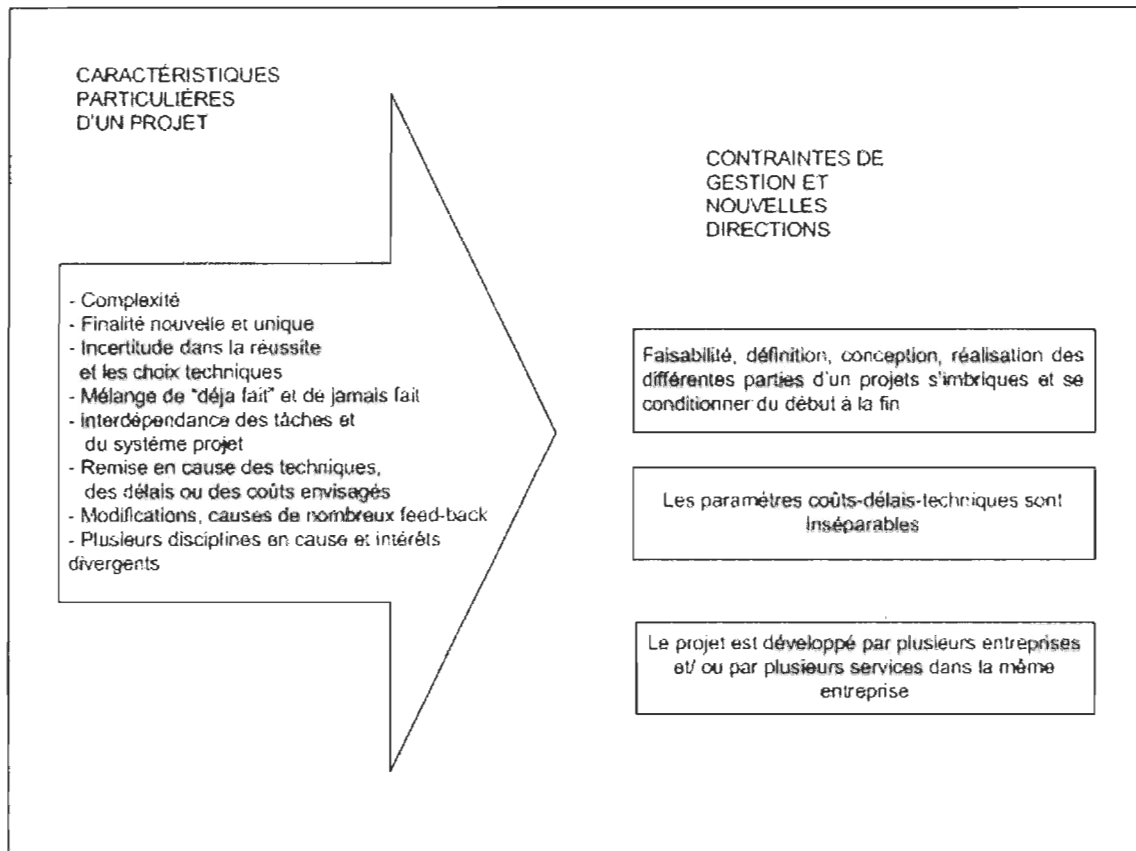 CARACTÉRISTIQUES
PARTICULIÈRES
D'UN PROJET
CONTRAINTES DE
GESTION ET
NOUVELLES
DIRECTIONS
- Complexité
- Finalité nouvelle et unique
- Incertitude dans la réussite
et les choix techniques
- Mélange de "déja fait" et de jamais fait
- Interdépendance des tâches et
du systéme projet
- Remise en cause des techniques,
des délais ou des coûts envisagés
- Modifications, causes de nombreux feed-back
- Plusieurs disciplines en cause et intérêts
divergents
Faisabilité, définition, conception, réalisation des
différentes parties d'un projets s'imbriques et se
conditionner du début à la fin
Les paramètres coûts-délais-techniques sont
Inséparables
Le projet est développé par plusieurs entreprises
et/ ou par plusieurs services dans la même
entreprise